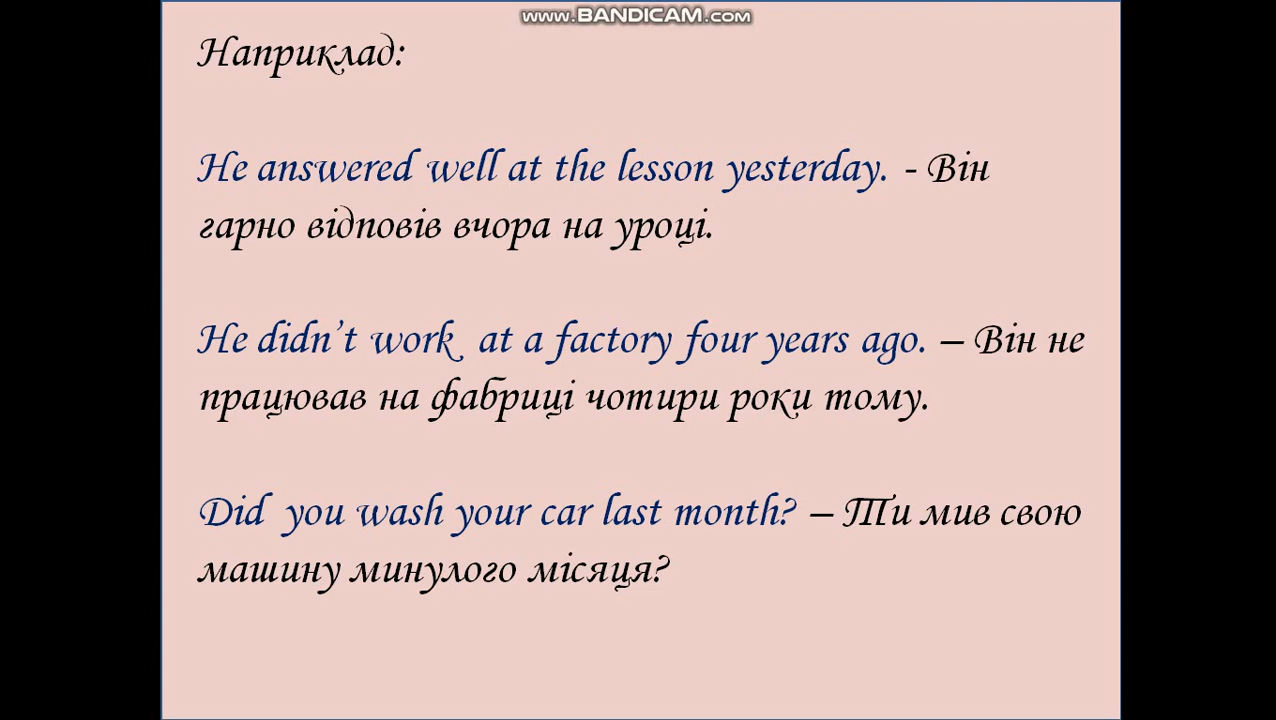 www.BANDICAM.com
Наприклад:
He answered well at the lesson yesterday. - Він
гарно відповів вчора на уроці.
He didn’t work at a factory four years ago. – Він не
працював на фабриці чотири роки тому.
Did you wash your car last month? – Ти мив свою
машину минулого місяця?